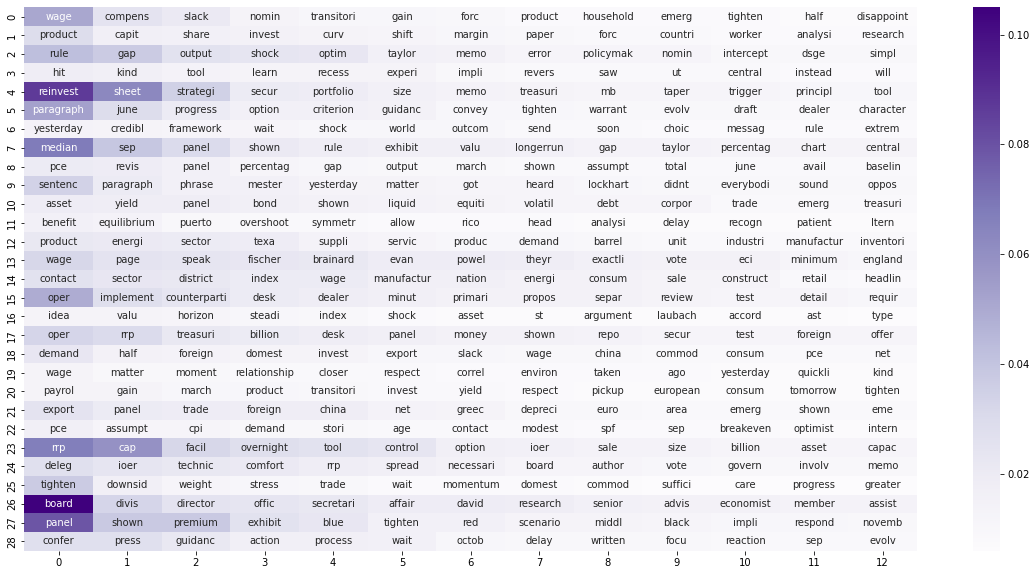 0 wage compens slack nomin transitori gain forc product household emerg tighten half disappoint
1 product capit share invest curv shift margin paper forc countri worker analysi research
2 rule gap output shock optim taylor memo error policymak nomin intercept dsge simpl
3 hit kind tool learn recess experi impli revers saw ut central instead will
4 reinvest sheet strategi secur portfolio size memo treasuri mb taper trigger principl tool
5 paragraph june progress option criterion guidanc convey tighten warrant evolv draft dealer character
6 yesterday credibl framework wait shock world outcom send soon choic messag rule extrem
7 median sep panel shown rule exhibit valu longerrun gap taylor percentag chart central
8 pce revis panel percentag gap output march shown assumpt total june avail baselin
9 sentenc paragraph phrase mester yesterday matter got heard lockhart didnt everybodi sound oppos
10 asset yield panel bond shown liquid equiti volatil debt corpor trade emerg treasuri
11 benefit equilibrium puerto overshoot symmetr allow rico head analysi delay recogn patient ltern
12 product energi sector texa suppli servic produc demand barrel unit industri manufactur inventori
13 wage page speak fischer brainard evan powel theyr exactli vote eci minimum england
14 contact sector district index wage manufactur nation energi consum sale construct retail headlin
15 oper implement counterparti desk dealer minut primari propos separ review test detail requir
16 idea valu horizon steadi index shock asset st argument laubach accord ast type
17 oper rrp treasuri billion desk panel money shown repo secur test foreign offer
18 demand half foreign domest invest export slack wage china commod consum pce net
19 wage matter moment relationship closer respect correl environ taken ago yesterday quickli kind
20 payrol gain march product transitori invest yield respect pickup european consum tomorrow tighten
21 export panel trade foreign china net greec depreci euro area emerg shown eme
22 pce assumpt cpi demand stori age contact modest spf sep breakeven optimist intern
23 rrp cap facil overnight tool control option ioer sale size billion asset capac
24 deleg ioer technic comfort rrp spread necessari board author vote govern involv memo
25 tighten downsid weight stress trade wait momentum domest commod suffici care progress greater
26 board divis director offic secretari affair david research senior advis economist member assist
27 panel shown premium exhibit blue tighten red scenario middl black impli respond novemb
28 confer press guidanc action process wait octob delay written focu reaction sep evolv
0 1 2 3 4 5 6 7 8 9 10 11 12
0.10
0.08
0.06
0.04
0.02